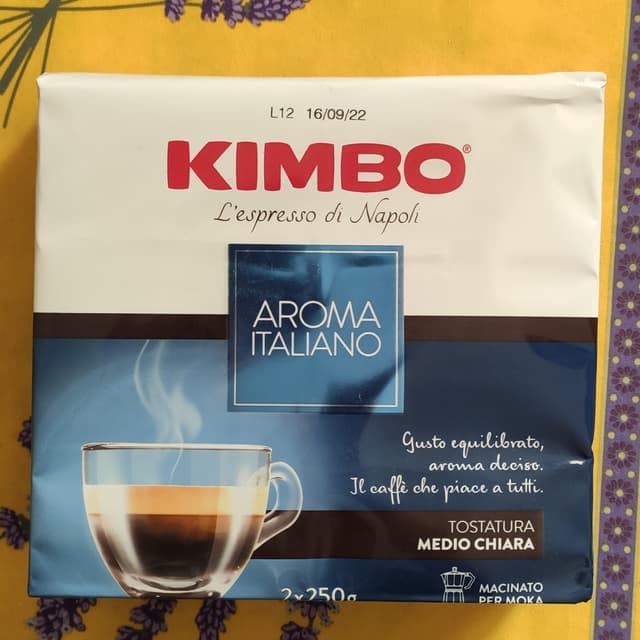 L12 16/09/22
KIMBO®
L'espresso di Napoli
AROMA
ITALIANO
Gusto equilibrato,
aroma deciso.
Il caffè che piace a tutti.
TOSTATURA
MEDIO CHIARA
2x250g
MACINATO
PER MOKA